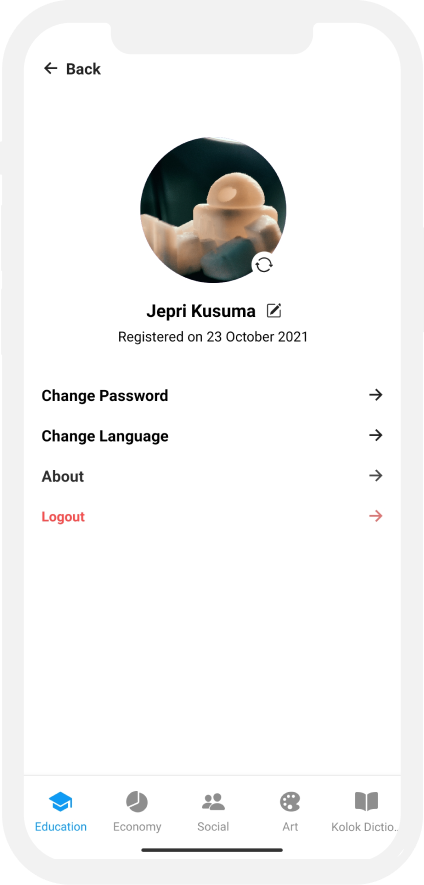 Back
Jepri Kusuma
Registered on 23 October 2021
Change Password
Change Language
About
Logout
Education Economy Social Art Kolok Dictio..